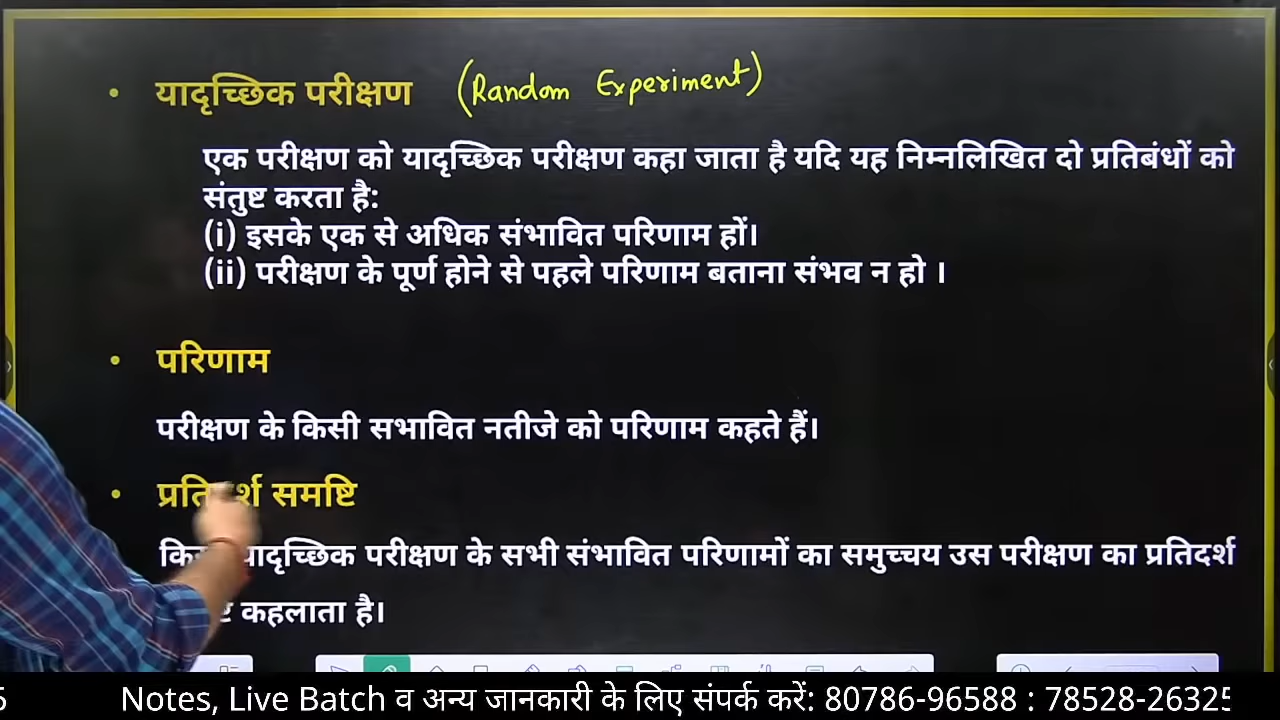 यादृच्छिक परीक्षण (Random Experiment)
एक परीक्षण को यादृच्छिक परीक्षण कहा जाता है यदि यह निम्नलिखित दो प्रतिबंधों को
संतुष्ट करता है:
(i) इसके एक से अधिक संभावित परिणाम हों।
(ii) परीक्षण के पूर्ण होने से पहले परिणाम बताना संभव न हो ।
परिणाम
परीक्षण के किसी सभावित नतीजे को परिणाम कहते हैं।
समष्टि
परीक्षण के सभी संभावित परिणामों का समुच्चय उस परीक्षण का प्रतिदर्श
कहलाता है।
Notes, Live Batch व अन्य जानकारी के लिए संपर्क करें: 80786-96588 : 78528-26325